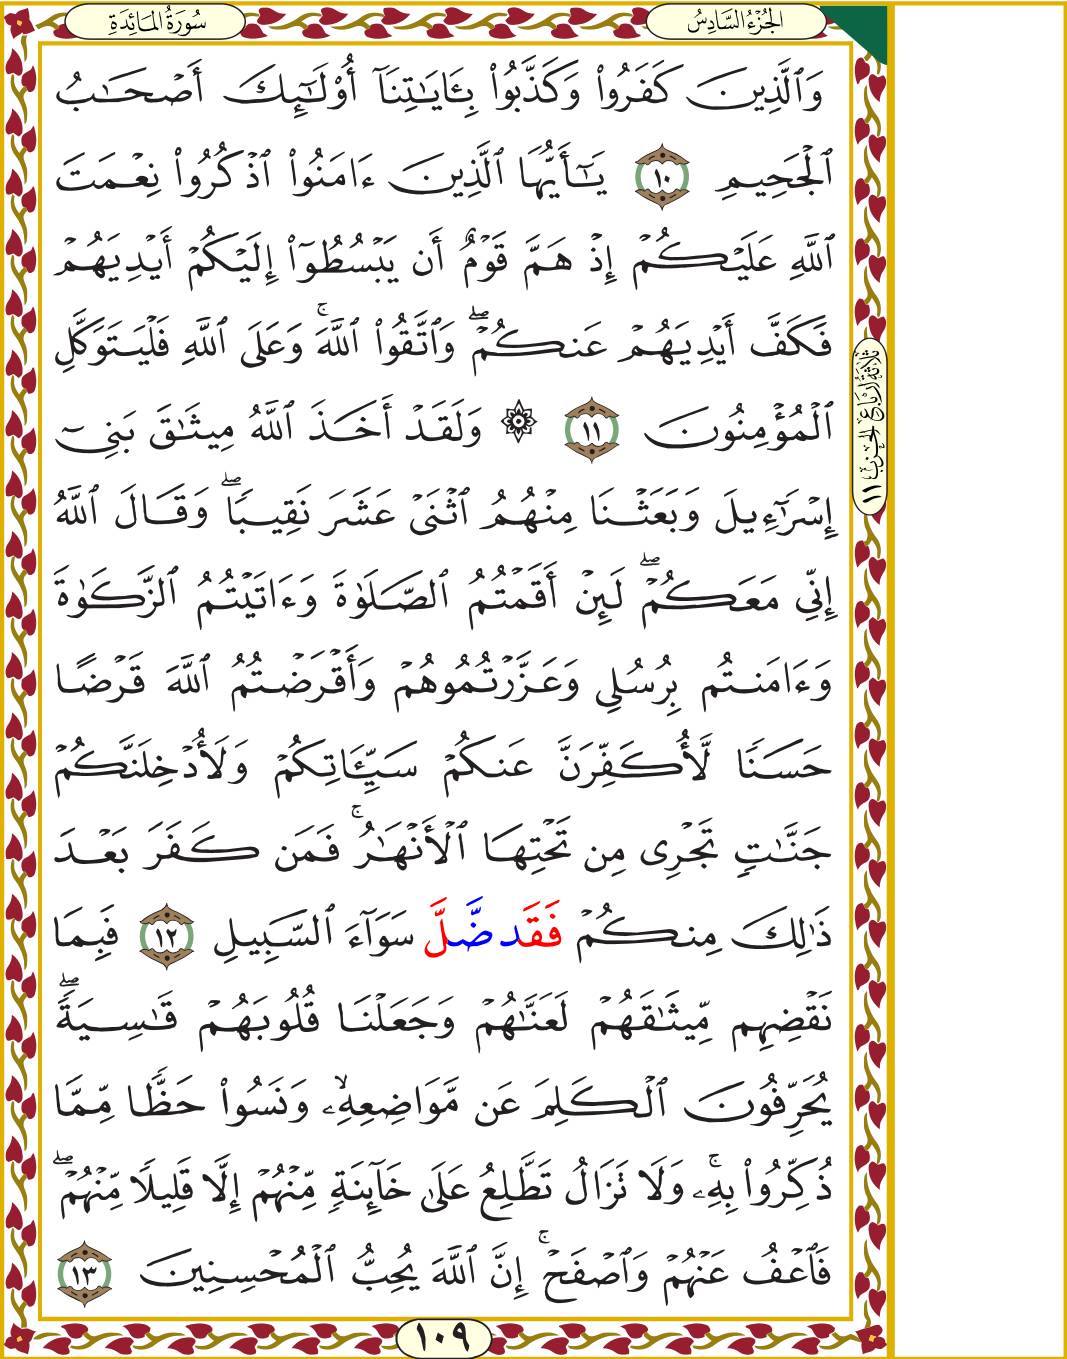 سُورَةُ المَائِدَةِ
الجُزْءُ السَّادِسُ
وَٱلَّذِينَ كَفَرُوا۟ وَكَذَّبُوا۟ بِـَٔايَـٰتِنَآ أُو۟لَـٰٓئِكَ أَصْحَـٰبُ
ٱلْجَحِيمِ ١٠ يَـٰٓأَيُّهَا ٱلَّذِينَ ءَامَنُوا۟ ٱذْكُرُوا۟ نِعْمَتَ
ٱللَّهِ عَلَيْكُمْ إِذْ هَمَّ قَوْمٌ أَن يَبْسُطُوٓا۟ إِلَيْكُمْ أَيْدِيَهُمْ
فَكَفَّ أَيْدِيَهُمْ عَنكُمْ ۖ وَٱتَّقُوا۟ ٱللَّهَ ۚ وَعَلَى ٱللَّهِ فَلْيَتَوَكَّلِ
ٱلْمُؤْمِنُونَ ١١ ۞ وَلَقَدْ أَخَذَ ٱللَّهُ مِيثَـٰقَ بَنِىٓ
إِسْرَٰٓءِيلَ وَبَعَثْنَا مِنْهُمُ ٱثْنَىْ عَشَرَ نَقِيبًا ۖ وَقَالَ ٱللَّهُ
إِنِّى مَعَكُمْ ۖ لَئِنْ أَقَمْتُمُ ٱلصَّلَوٰةَ وَءَاتَيْتُمُ ٱلزَّكَوٰةَ
وَءَامَنتُم بِرُسُلِى وَعَزَّرْتُمُوهُمْ وَأَقْرَضْتُمُ ٱللَّهَ قَرْضًا
حَسَنًا لَّأُكَفِّرَنَّ عَنكُمْ سَيِّـَٔاتِكُمْ وَلَأُدْخِلَنَّكُمْ
جَنَّـٰتٍ تَجْرِى مِن تَحْتِهَا ٱلْأَنْهَـٰرُ ۚ فَمَن كَفَرَ بَعْدَ
ذَٰلِكَ مِنكُمْ فَقَد ضَّلَّ سَوَآءَ ٱلسَّبِيلِ ١٢ فَبِمَا
نَقْضِهِم مِّيثَـٰقَهُمْ لَعَنَّـٰهُمْ وَجَعَلْنَا قُلُوبَهُمْ قَـٰسِيَةً ۖ
يُحَرِّفُونَ ٱلْكَلِمَ عَن مَّوَاضِعِهِۦ ۙ وَنَسُوا۟ حَظًّا مِّمَّا
ذُكِّرُوا۟ بِهِۦ ۚ وَلَا تَزَالُ تَطَّلِعُ عَلَىٰ خَآئِنَةٍ مِّنْهُمْ إِلَّا قَلِيلًا مِّنْهُمْ ۖ
فَٱعْفُ عَنْهُمْ وَٱصْفَحْ ۚ إِنَّ ٱللَّهَ يُحِبُّ ٱلْمُحْسِنِينَ ١٣
ثَلَاثَةُ أَرْبَاعِ الحِزْبِ ١١
١٠٩